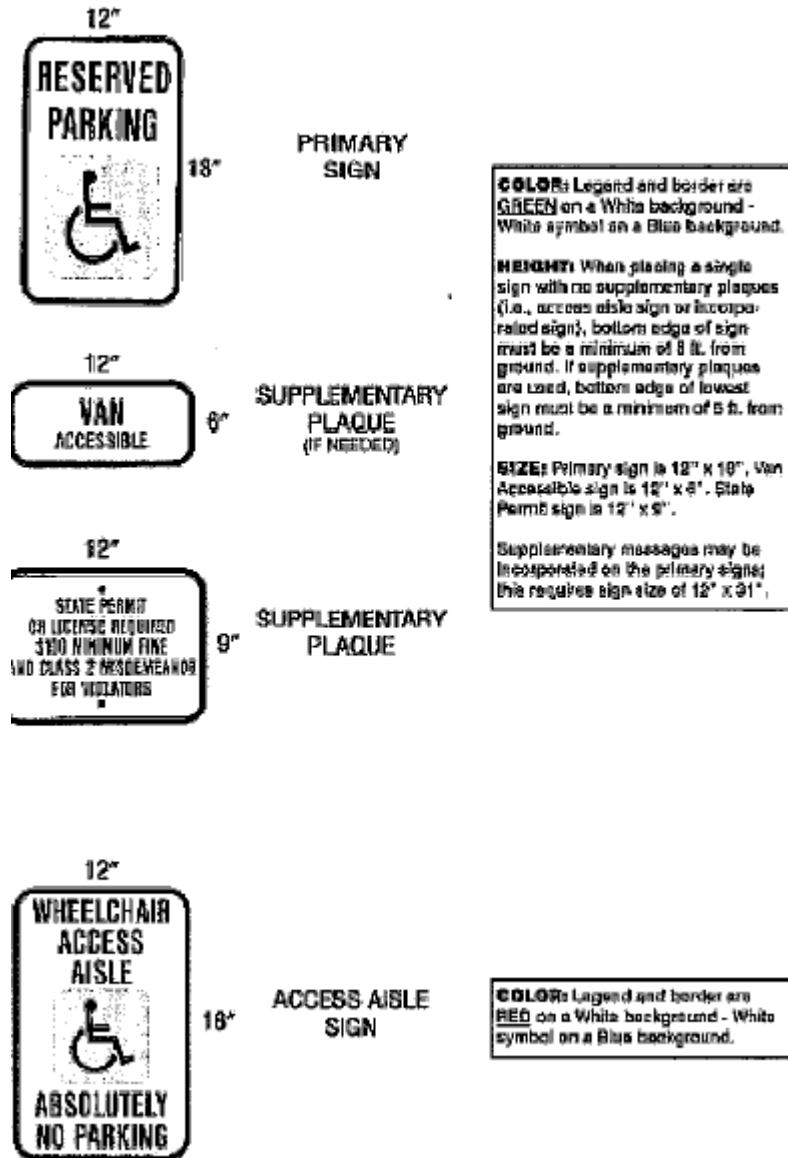 12"
RESERVED
PARKING
18"
PRIMARY
SIGN
COLOR: Legend and border are
GREEN on a White background -
White symbol on a Blue background.
HEIGHT: When placing a single
sign with no supplementary plaques
(i.e., access aisle sign or incorpo-
rated sign), bottom edge of sign
must be a minimum of ft. from
ground. If supplementary plaques
are used, bottom edge of lowest
sign must be a minimum of ft. from
ground.
SIZE: Primary sign is 12" x 18", Van
Accessible sign is 12" x 6". State
Permit sign is 12" x 9".
Supplementary messages may be
incorporated on the primary signs;
this requires sign size of 12" x 31".
12"
VAN
ACCESSIBLE
6"
SUPPLEMENTARY
PLAQUE
(IF NEEDED)
12"
STATE PERMIT
OR LICENSE REQUIRED
$100 MINIMUM FINE
AND CLASS 2 MISDEMEANOR
FOR VIOLATORS
9"
SUPPLEMENTARY
PLAQUE
12"
WHEELCHAIR
ACCESS
AISLE
ABSOLUTELY
NO PARKING
18"
ACCESS AISLE
SIGN
COLOR: Legend and border are
RED on a White background - White
symbol on a Blue background.